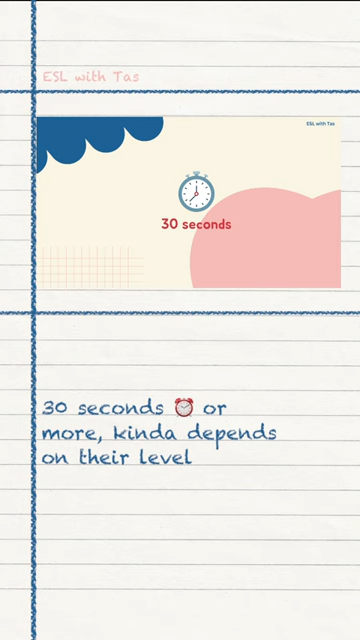 ESL with Tas
ESL with Tas
30 seconds
30 seconds ⏰ or
more, kinda depends
on their level